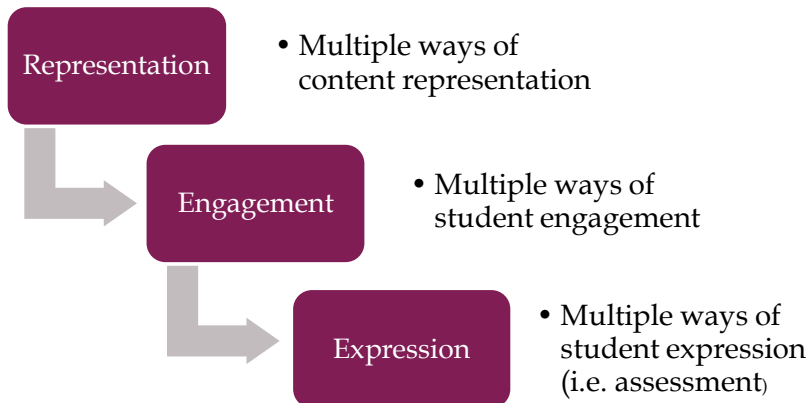 Representation
• Multiple ways of
content representation
Engagement
• Multiple ways of
student engagement
Expression
• Multiple ways of
student expression
(i.e. assessment)